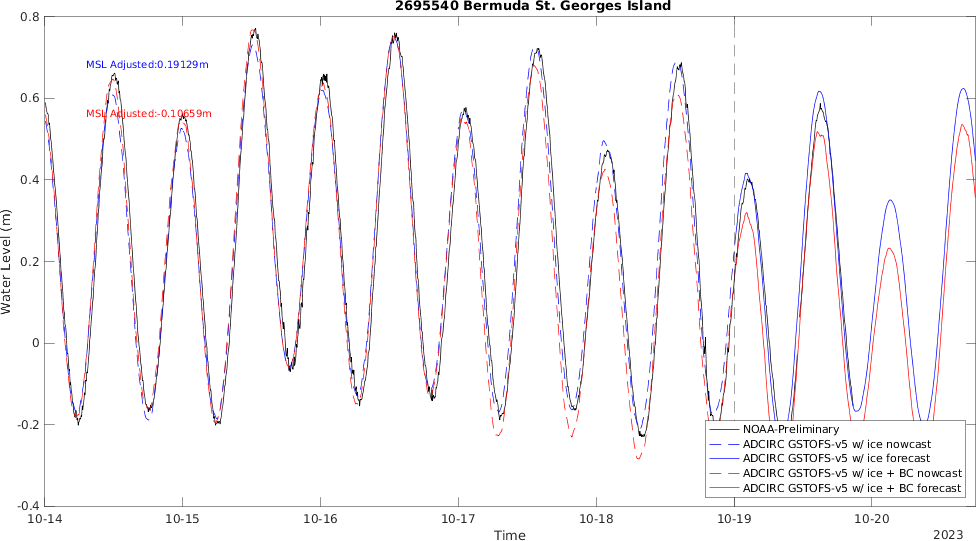 2695540 Bermuda St. Georges Island
MSL Adjusted:0.19129m
MSL Adjusted:-0.10659m
Water Level (m)
0.8
0.6
0.4
0.2
0
-0.2
-0.4
NOAA-Preliminary
ADCIRC GSTOFS-v5 w/ ice nowcast
ADCIRC GSTOFS-v5 w/ ice forecast
ADCIRC GSTOFS-v5 w/ ice + BC nowcast
ADCIRC GSTOFS-v5 w/ ice + BC forecast
10-14 10-15 10-16 10-17 10-18 10-19 10-20
Time
2023